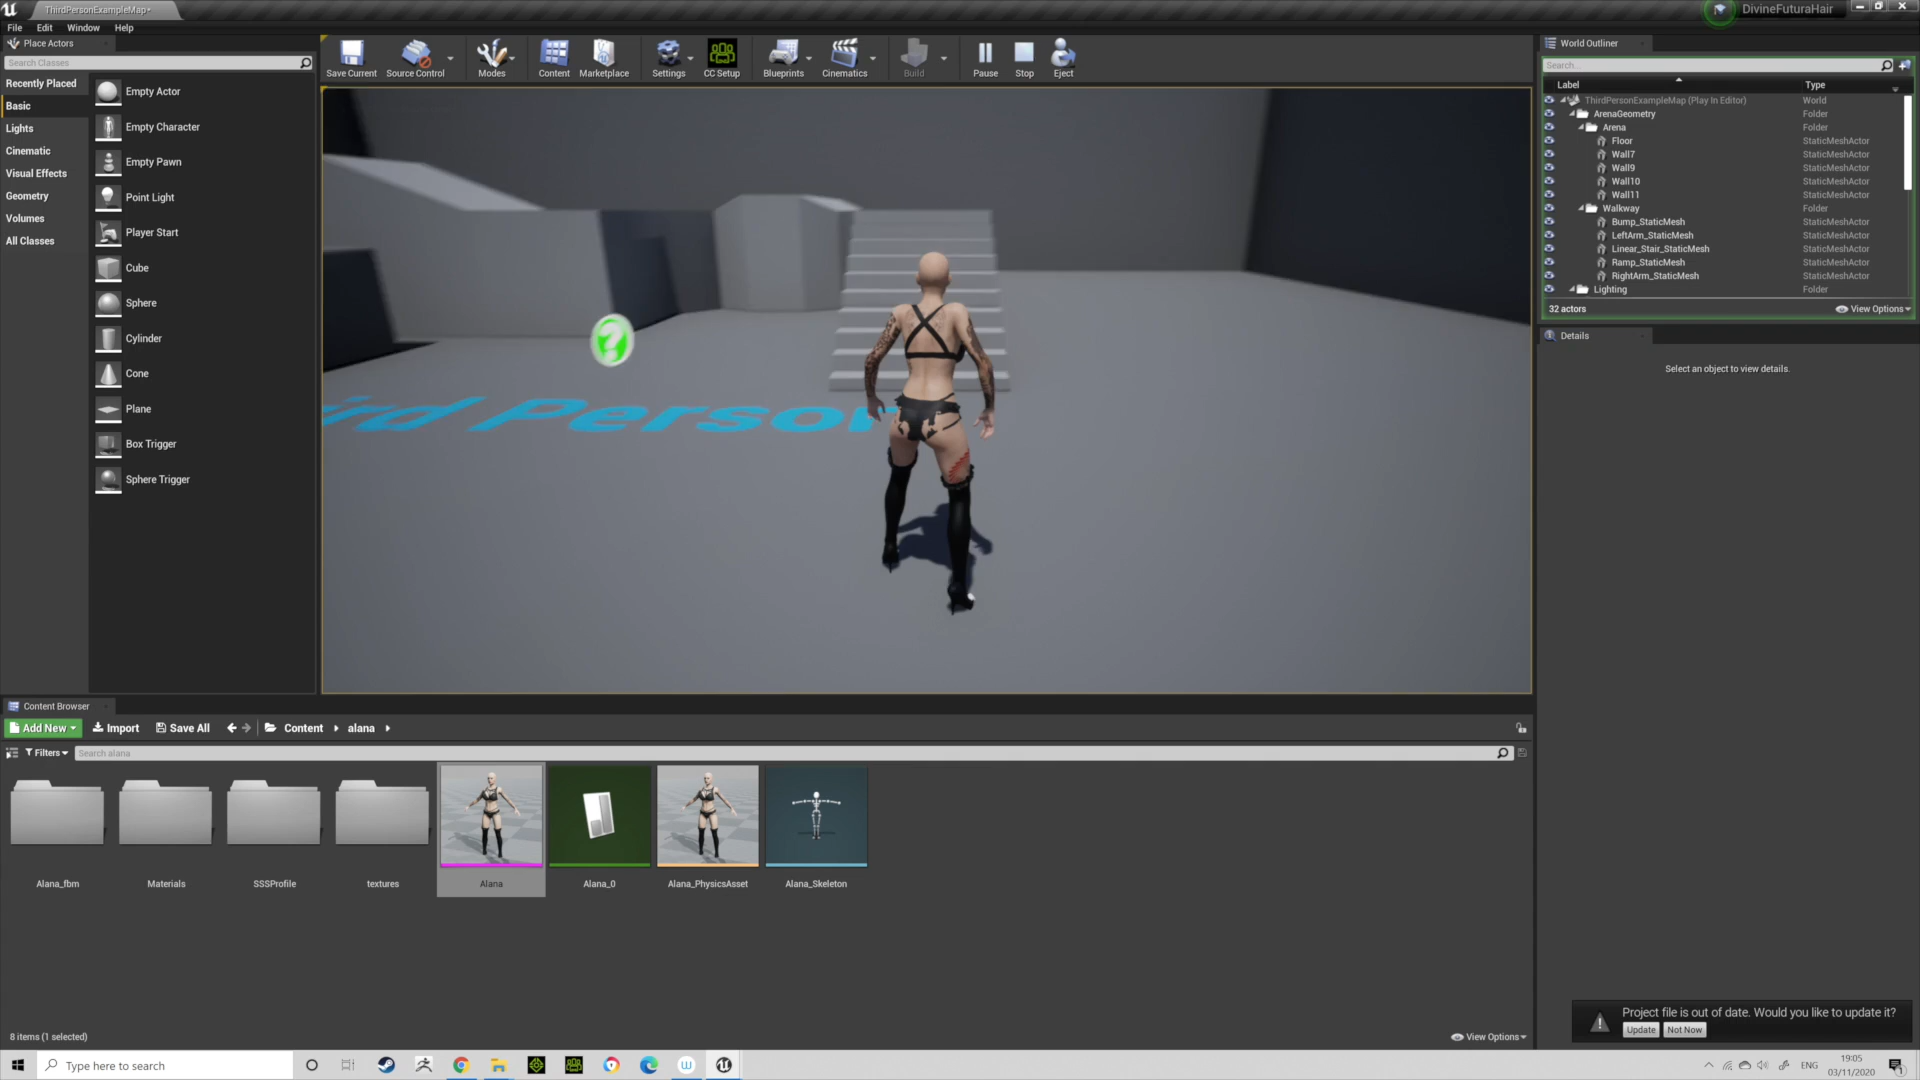 ThirdPersonExampleMap*
DivineFuturaHair
File Edit Window Help
Place Actors
Search Classes
Recently Placed
Basic
Lights
Cinematic
Visual Effects
Geometry
Volumes
All Classes
Empty Actor
Empty Character
Empty Pawn
Point Light
Player Start
Cube
Sphere
Cylinder
Cone
Plane
Box Trigger
Sphere Trigger
Save Current Source Control Modes Content Marketplace Settings CC Setup Blueprints Cinematics Build Pause Stop Eject
ird Person
World Outliner
Search...
Label Type
ThirdPersonExampleMap (Play In Editor) World
ArenaGeometry Folder
Arena Folder
Floor StaticMeshActor
Wall7 StaticMeshActor
Wall9 StaticMeshActor
Wall10 StaticMeshActor
Wall11 StaticMeshActor
Walkway Folder
Bump_StaticMesh StaticMeshActor
LeftArm_StaticMesh StaticMeshActor
Linear_Stair_StaticMesh StaticMeshActor
Ramp_StaticMesh StaticMeshActor
RightArm_StaticMesh StaticMeshActor
Lighting Folder
32 actors View Options
Details
Select an object to view details.
Content Browser
Add New Import Save All Content alana
Filters Search alana
Alana_fbm Materials SSSProfile textures Alana Alana_0 Alana_PhysicsAsset Alana_Skeleton
8 items (1 selected) View Options
Project file is out of date. Would you like to update it?
Update Not Now
Type here to search
ENG
19:05
03/11/2020